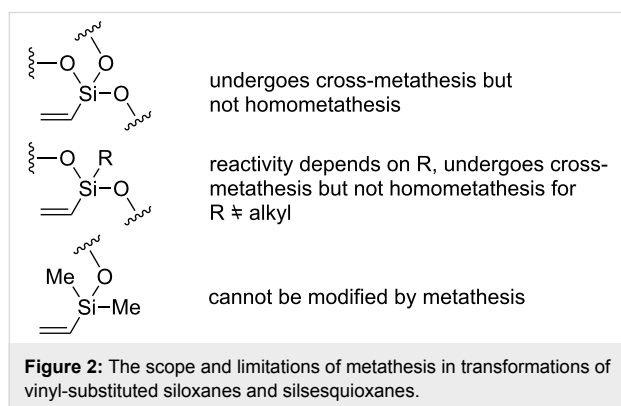 O
O
Si
O
undergoes cross-metathesis but
not homometathesis
O
R
Si
O
reactivity depends on R, undergoes cross-
metathesis but not homometathesis for
R ≠ alkyl
Me
O
Si
Me
cannot be modified by metathesis
Figure 2: The scope and limitations of metathesis in transformations of
vinyl-substituted siloxanes and silsesquioxanes.